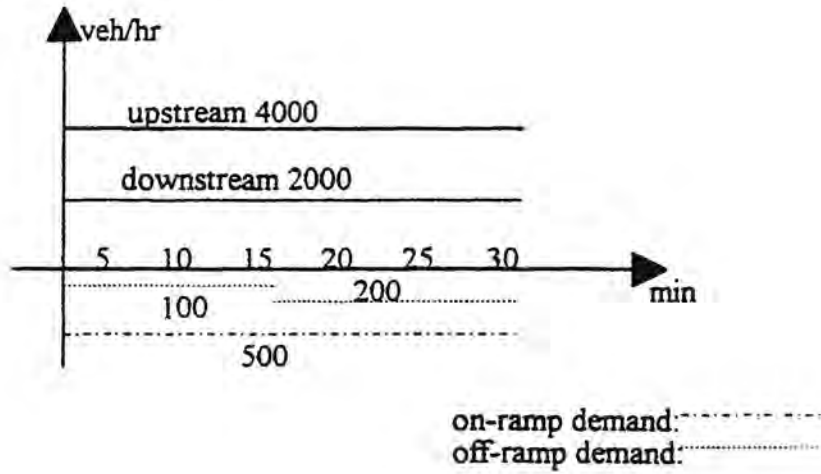 veh/hr
upstream 4000
downstream 2000
5 10 15 20 25 30
min
100
200
500
on-ramp demand:
off-ramp demand: